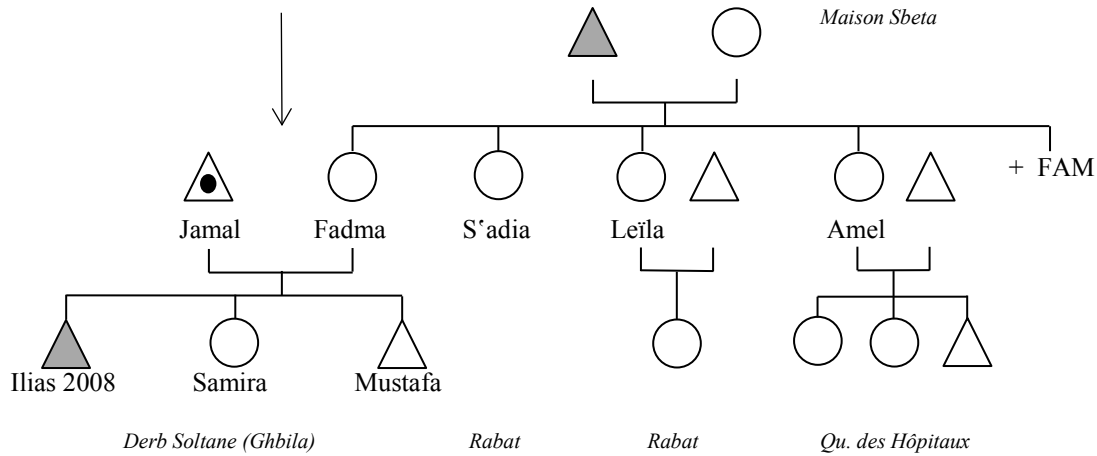 Maison Sbeta
+ FAM
Jamal Fadma Sʿadia Leïla Amel
Ilias 2008 Samira Mustafa
Derb Soltane (Ghbila) Rabat Rabat Qu. des Hôpitaux